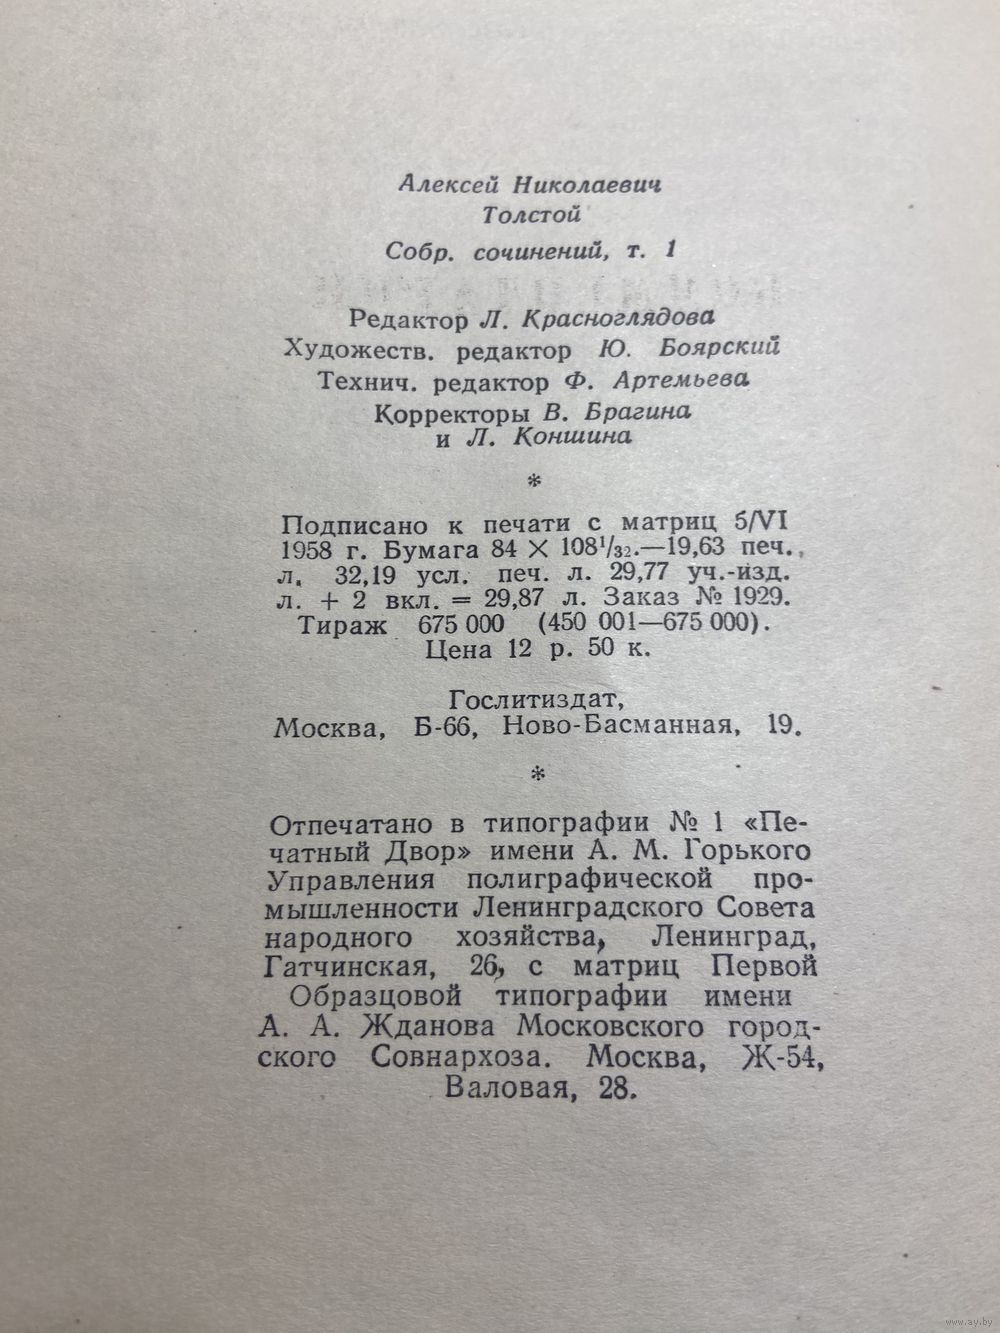 Алексей Николаевич
Толстой
Собр. сочинений, т. 1
Редактор Л. Красноглядова
Художеств. редактор Ю. Боярский
Технич. редактор Ф. Артемьева
Корректоры В. Брагина
и Л. Коншина
*
Подписано к печати с матриц 5/VI
1958 г. Бумага 84 × 108¹/₃₂.—19,63 печ.
л. 32,19 усл. печ. л. 29,77 уч.-изд.
л. + 2 вкл. = 29,87 л. Заказ № 1929.
Тираж 675 000 (450 001—675 000).
Цена 12 р. 50 к.
Гослитиздат,
Москва, Б-66, Ново-Басманная, 19.
*
Отпечатано в типографии № 1 «Пе-
чатный Двор» имени А. М. Горького
Управления полиграфической про-
мышленности Ленинградского Совета
народного хозяйства, Ленинград,
Гатчинская, 26, с матриц Первой
Образцовой типографии имени
А. А. Жданова Московского город-
ского Совнархоза. Москва, Ж-54,
Валовая, 28.
www.ay.by